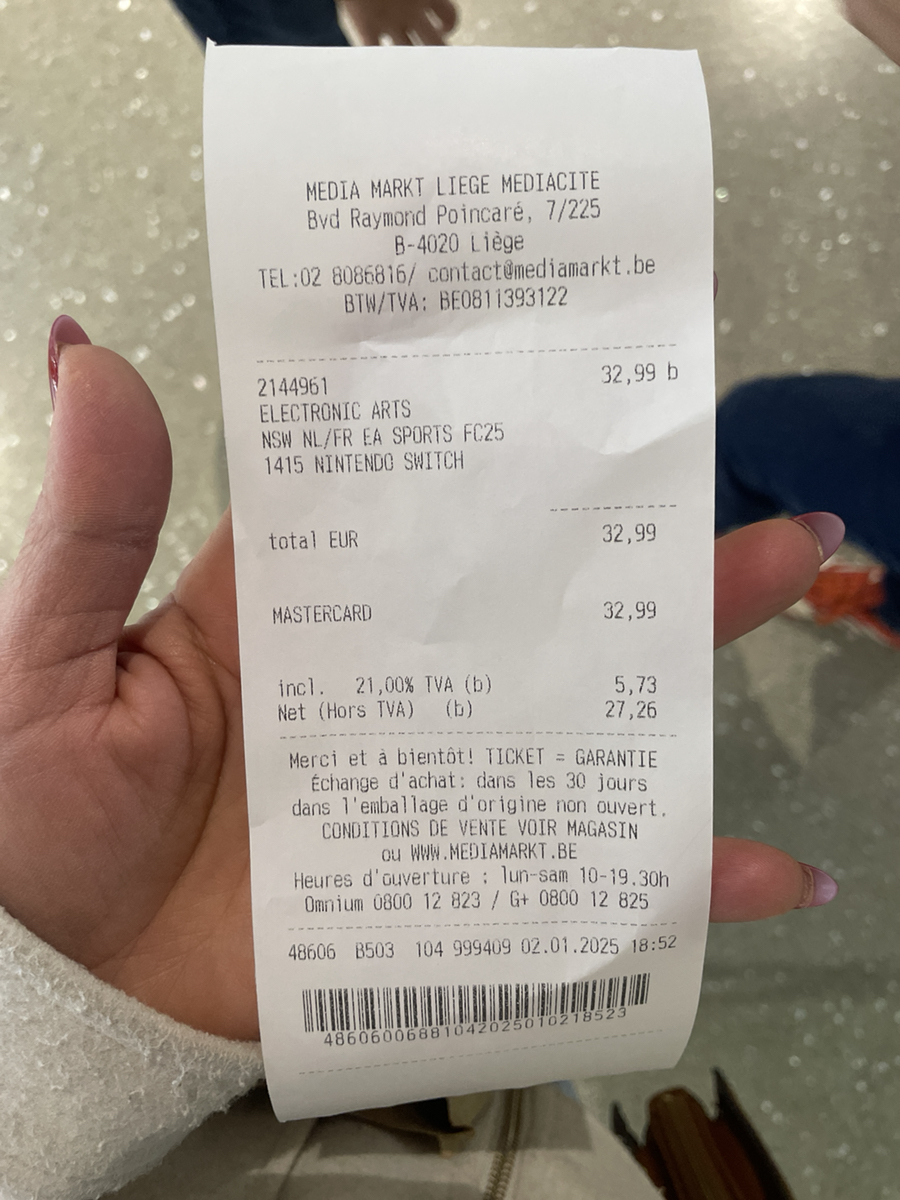 MEDIA MARKT LIEGE MEDIACITE
Bvd Raymond Poincaré, 7/225
B-4020 Liège
TEL:02 8086816/ contact@mediamarkt.be
BTW/TVA: BE0811393122
2144961 32,99 b
ELECTRONIC ARTS
NSW NL/FR EA SPORTS FC25
1415 NINTENDO SWITCH
total EUR 32,99
MASTERCARD 32,99
incl. 21,00% TVA (b) 5,73
Net (Hors TVA) (b) 27,26
Merci et à bientôt! TICKET = GARANTIE
Échange d'achat: dans les 30 jours
dans l'emballage d'origine non ouvert.
CONDITIONS DE VENTE VOIR MAGASIN
ou WWW.MEDIAMARKT.BE
Heures d'ouverture : lun-sam 10-19.30h
Omnium 0800 12 823 / G+ 0800 12 825
48606 B503 104 999409 02.01.2025 18:52
48606006881042025010218523